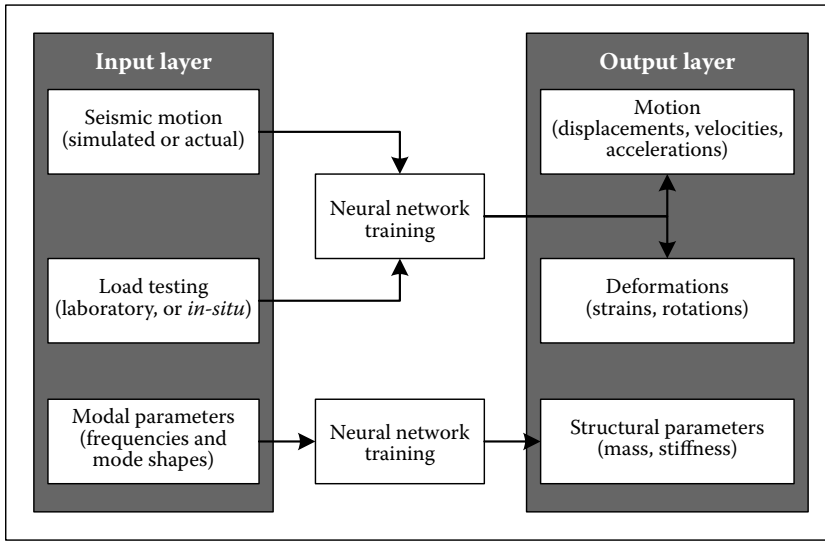 Input layer
Seismic motion
(simulated or actual)
Load testing
(laboratory, or in-situ)
Modal parameters
(frequencies and
mode shapes)
Neural network
training
Neural network
training
Output layer
Motion
(displacements, velocities,
accelerations)
Deformations
(strains, rotations)
Structural parameters
(mass, stiffness)